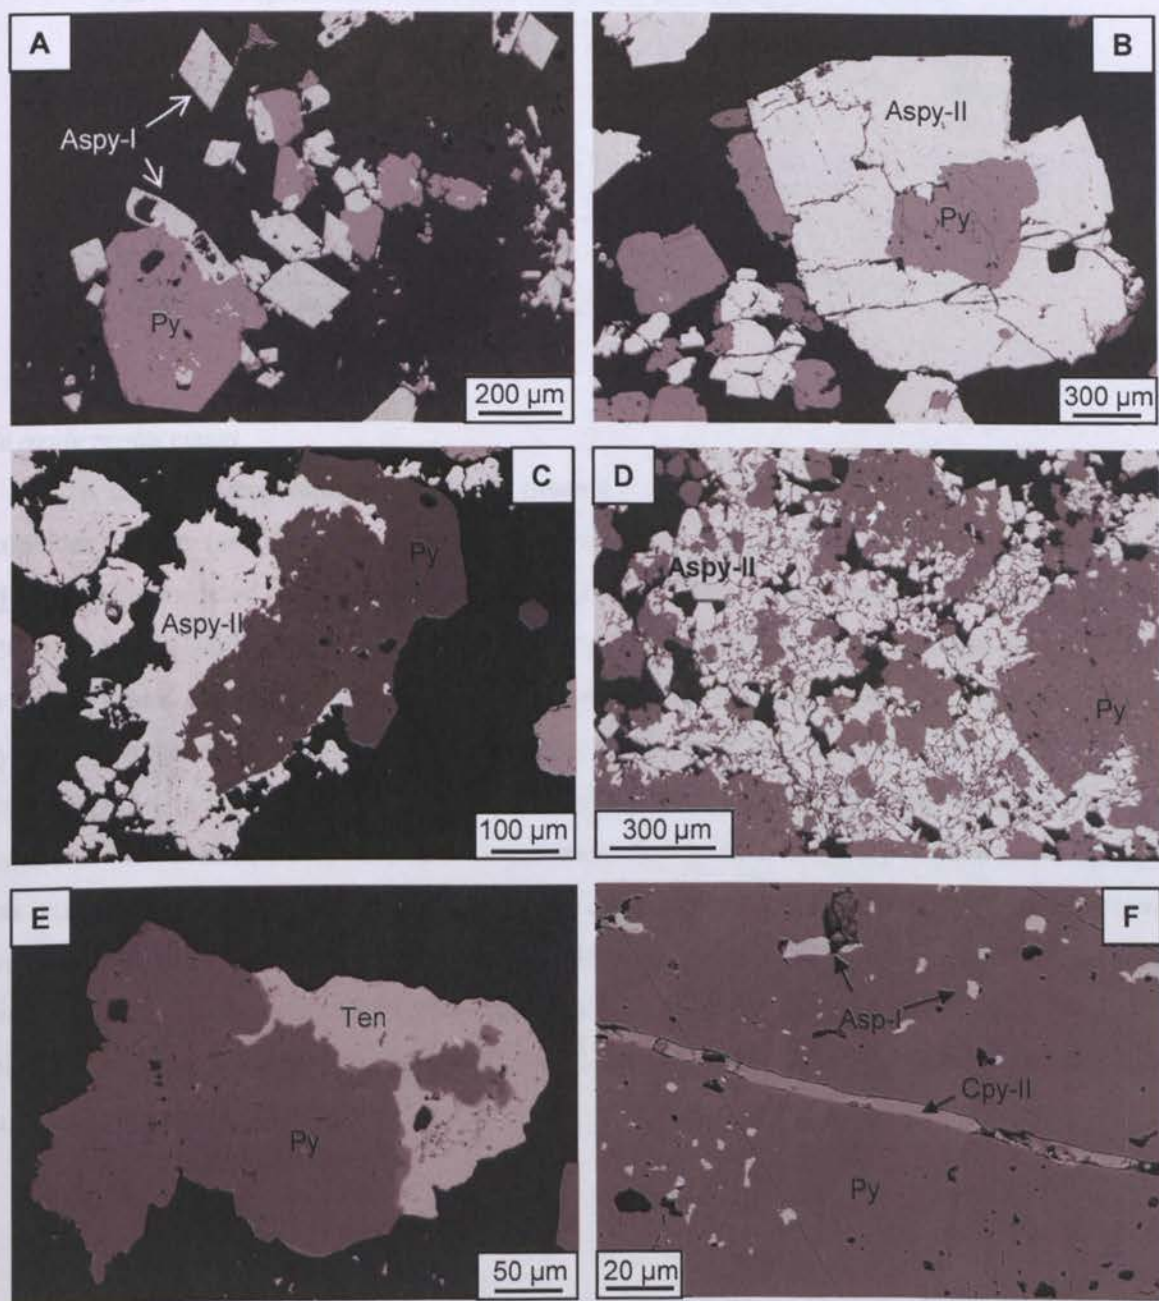 A
Aspy-I
Py
200 µm
B
Aspy-II
Py
300 µm
C
Py
Aspy-II
100 µm
D
Aspy-II
Py
300 µm
E
Ten
Py
50 µm
F
Asp-I
Cpy-II
Py
20 µm